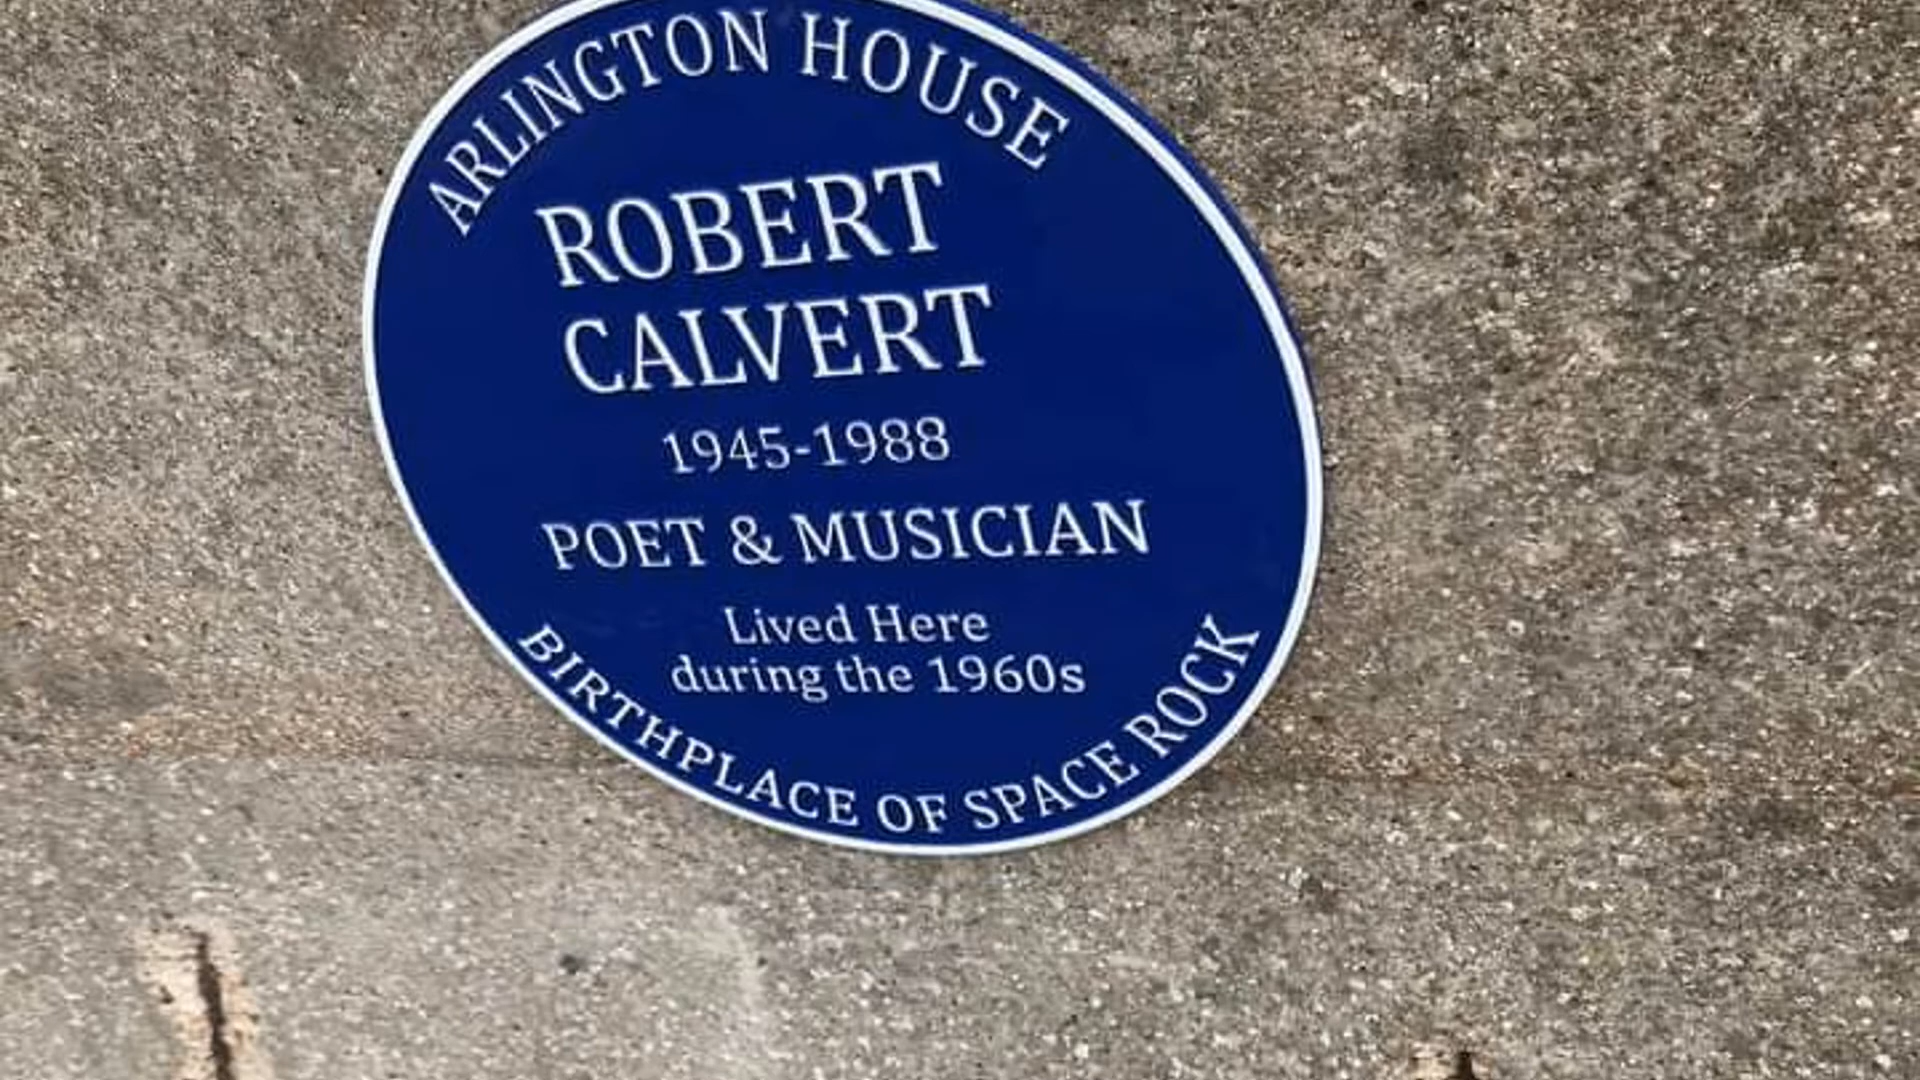 ARLINGTON HOUSE
ROBERT
CALVERT
1945-1988
POET & MUSICIAN
Lived Here
during the 1960s
BIRTHPLACE OF SPACE ROCK